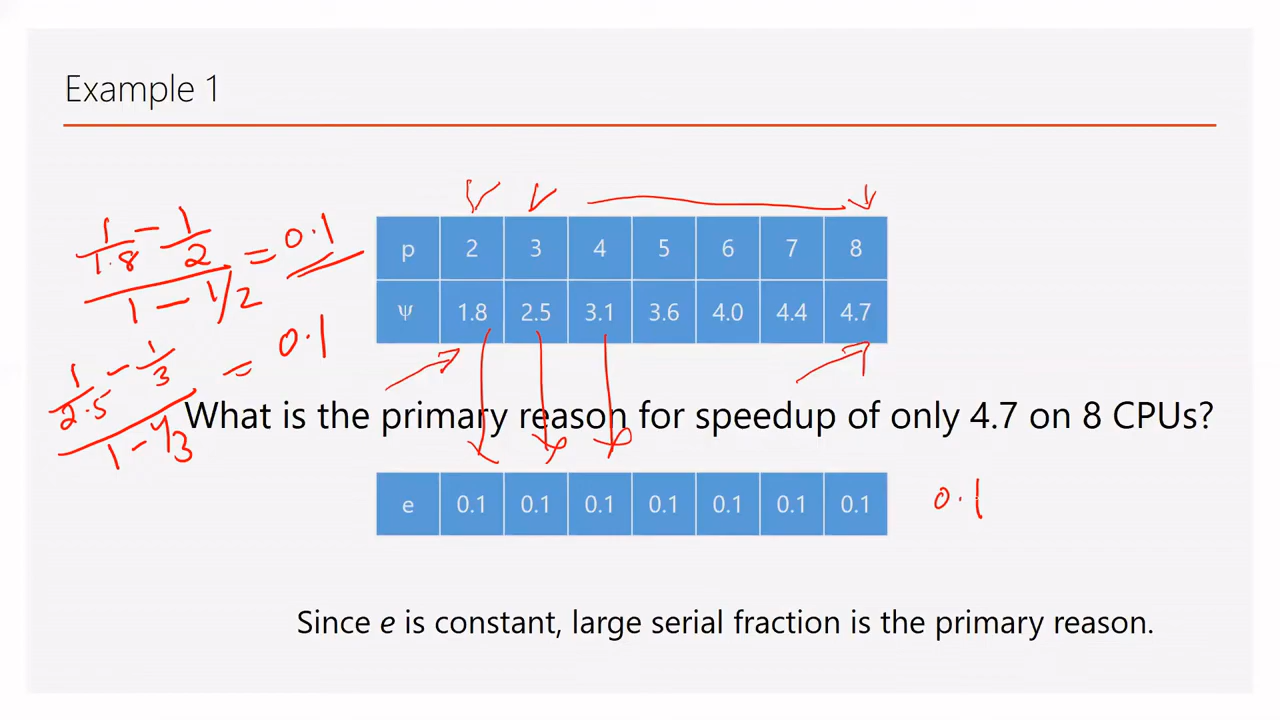 Example 1
1/1.8 - 1/2 / 1 - 1/2 = 0.1
p 2 3 4 5 6 7 8
ψ 1.8 2.5 3.1 3.6 4.0 4.4 4.7
1/2.5 - 1/3 / 1 - 1/3 = 0.1
What is the primary reason for speedup of only 4.7 on 8 CPUs?
e 0.1 0.1 0.1 0.1 0.1 0.1 0.1
0.1
Since e is constant, large serial fraction is the primary reason.